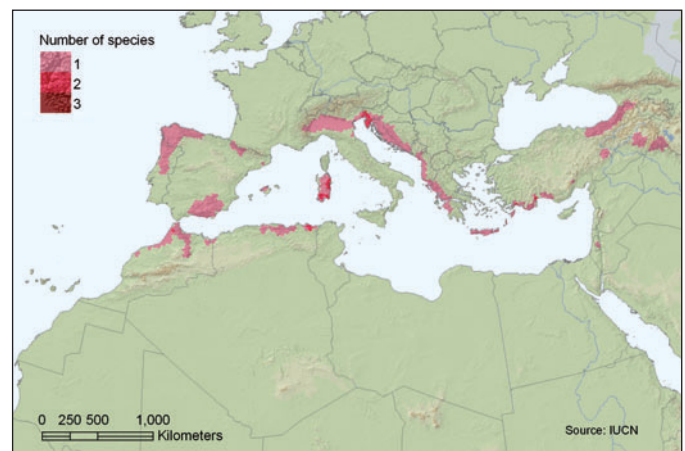 Number of species
1
2
3
0 250 500 1,000
Kilometers
Source: IUCN